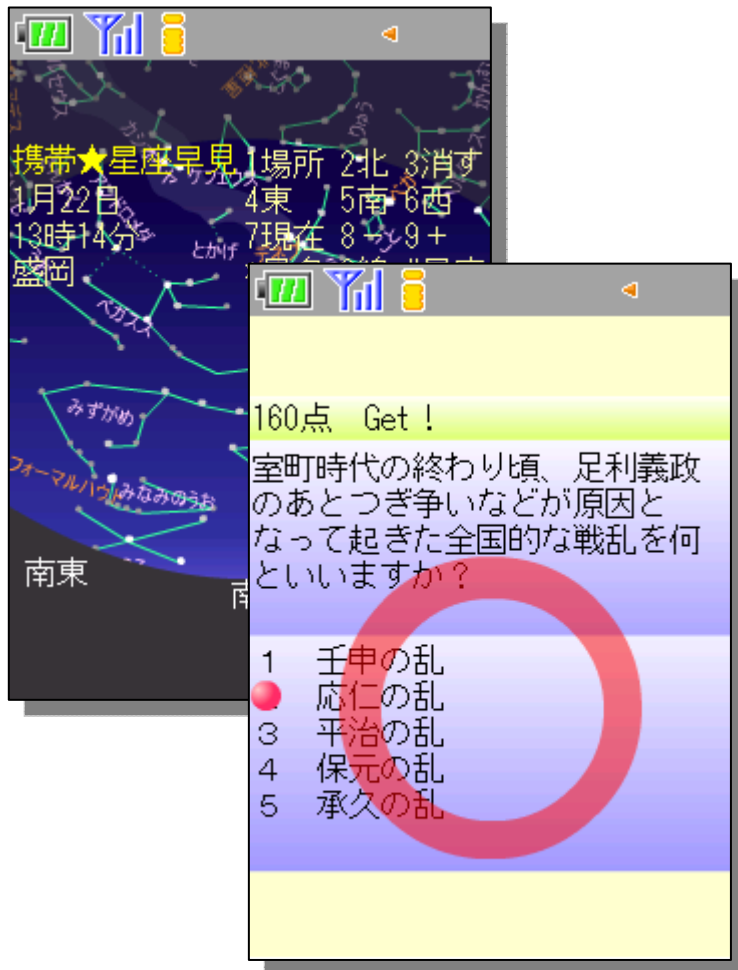 携帯★星座早見
1月22日
13時14分
盛岡
1場所 2北 3消す
4東 5南 6西
7現在 8- 9+
とかげ
ペガスス
みずがめ
フォーマルハウト
みなみのうお
南東
160点 Get!
室町時代の終わり頃、足利義政
のあとつぎ争いなどが原因と
なって起きた全国的な戦乱を何
といいますか?
1 壬申の乱
応仁の乱
3 平治の乱
4 保元の乱
5 承久の乱